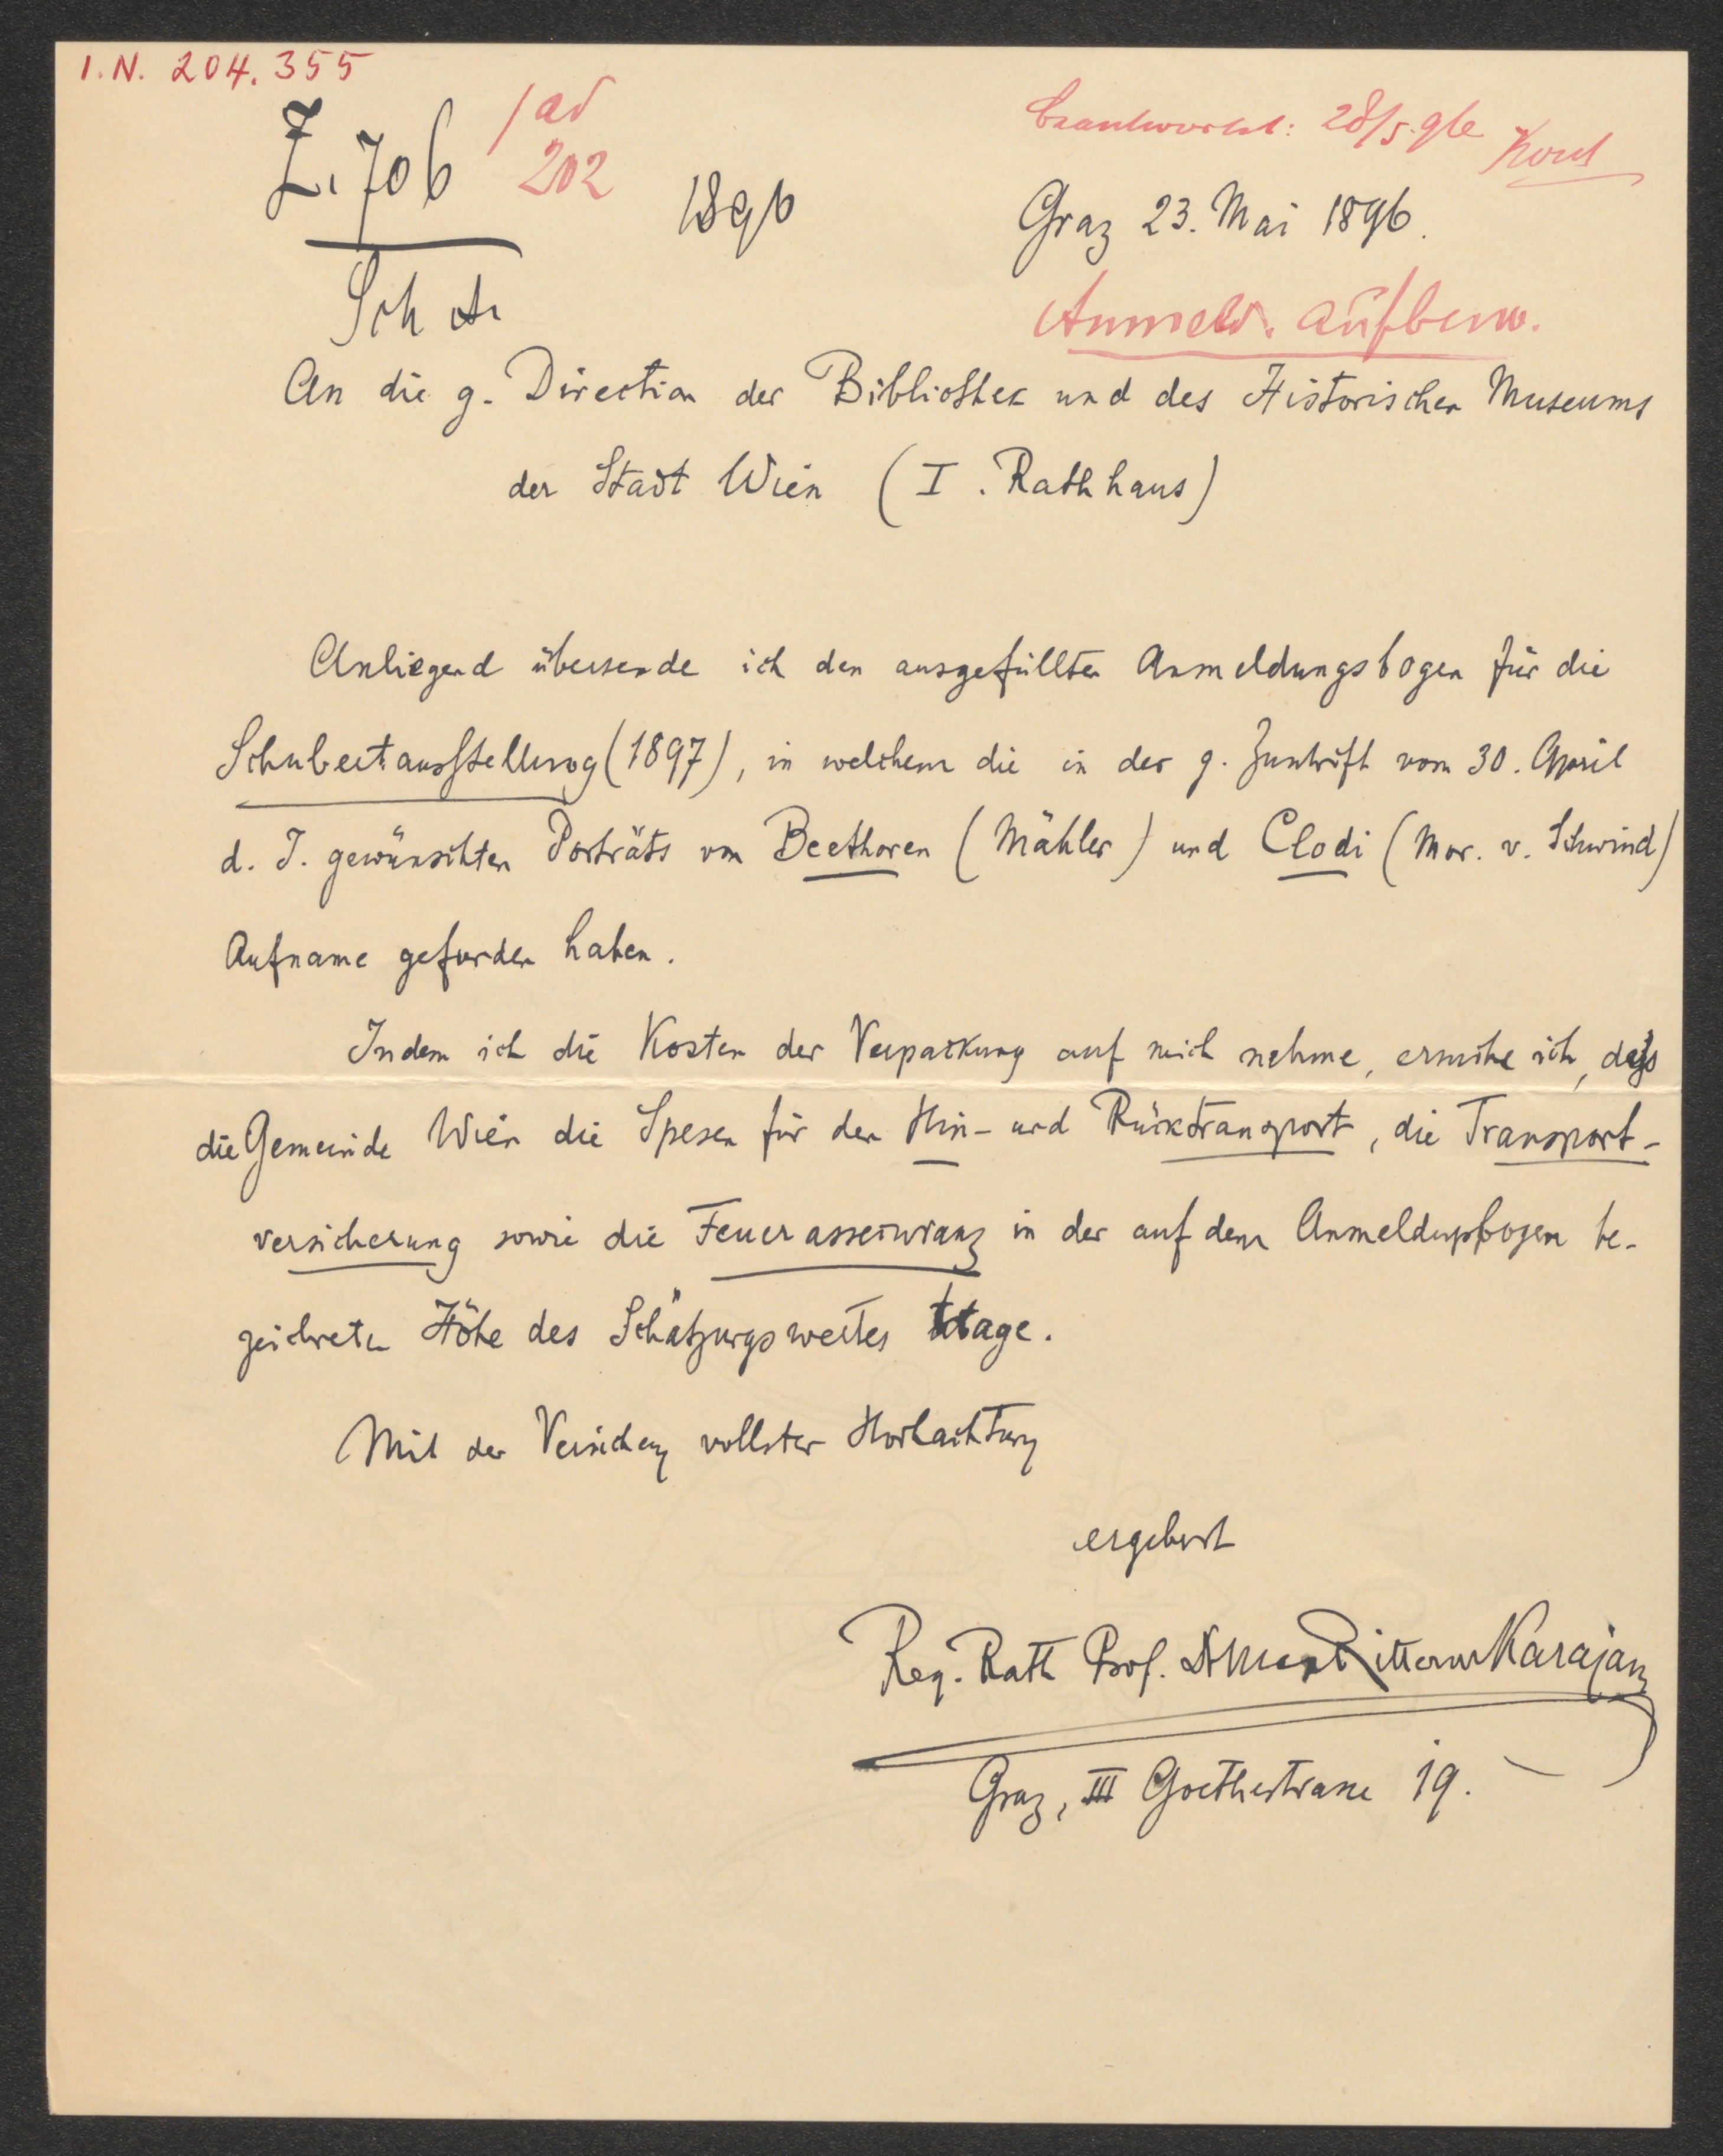 I. N. 204.355
Z. 706 / ad
202
1896
Beantwortet: 28/5. 96
Graz 23. Mai 1896.
Sch A.
Anmeld. aufbew.
An die g. Direction der Bibliothek und des Historischen Museums
der Stadt Wien (I. Rathhaus)
Anliegend übersende ich den ausgefüllten Anmeldungsbogen für die
Schubertausstellung (1897), in welchem die in der g. Zuschrift vom 30. April
d. J. gewünschten Porträts von Beethoven (Mähler) und Clodi (Mor. v. Schwind)
Aufname gefunden haben.
Indem ich die Kosten der Verpackung auf mich nehme, ersuche ich, dass
die Gemeinde Wien die Spesen für den Hin- und Rücktransport, die Transport-
versicherung sowie die Feuerassecuranz in der auf dem Anmeldungsbogen be-
zeichneten Höhe des Schätzungswertes trage.
Mit der Versicherung vollster Hochachtung
ergebenst
Reg. Rath Prof. Dr Max Ritter von Karajan
Graz, III Goethestrasse 19.